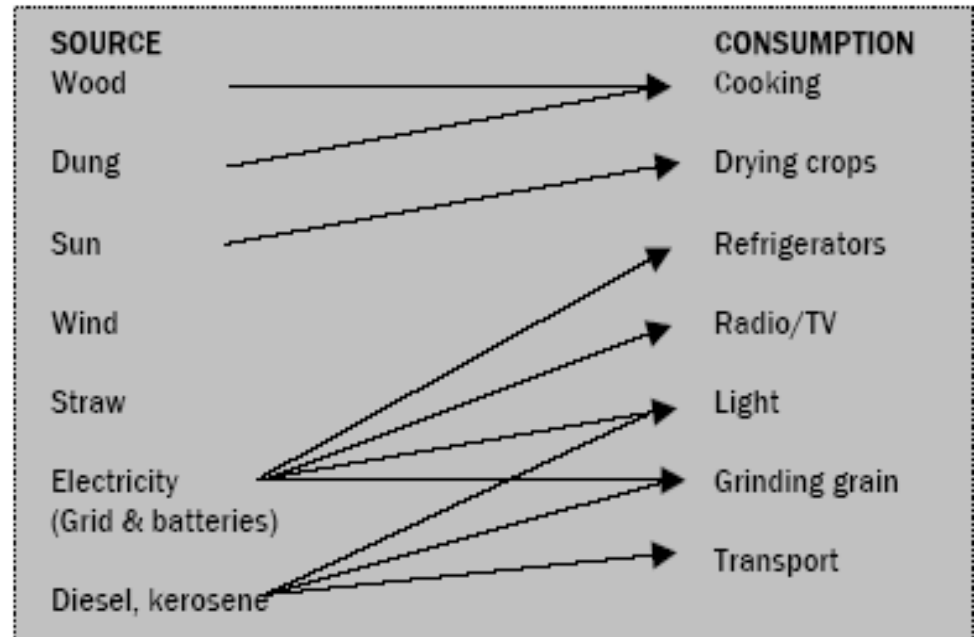 SOURCE
Wood
Dung
Sun
Wind
Straw
Electricity
(Grid & batteries)
Diesel, kerosene
CONSUMPTION
Cooking
Drying crops
Refrigerators
Radio/TV
Light
Grinding grain
Transport